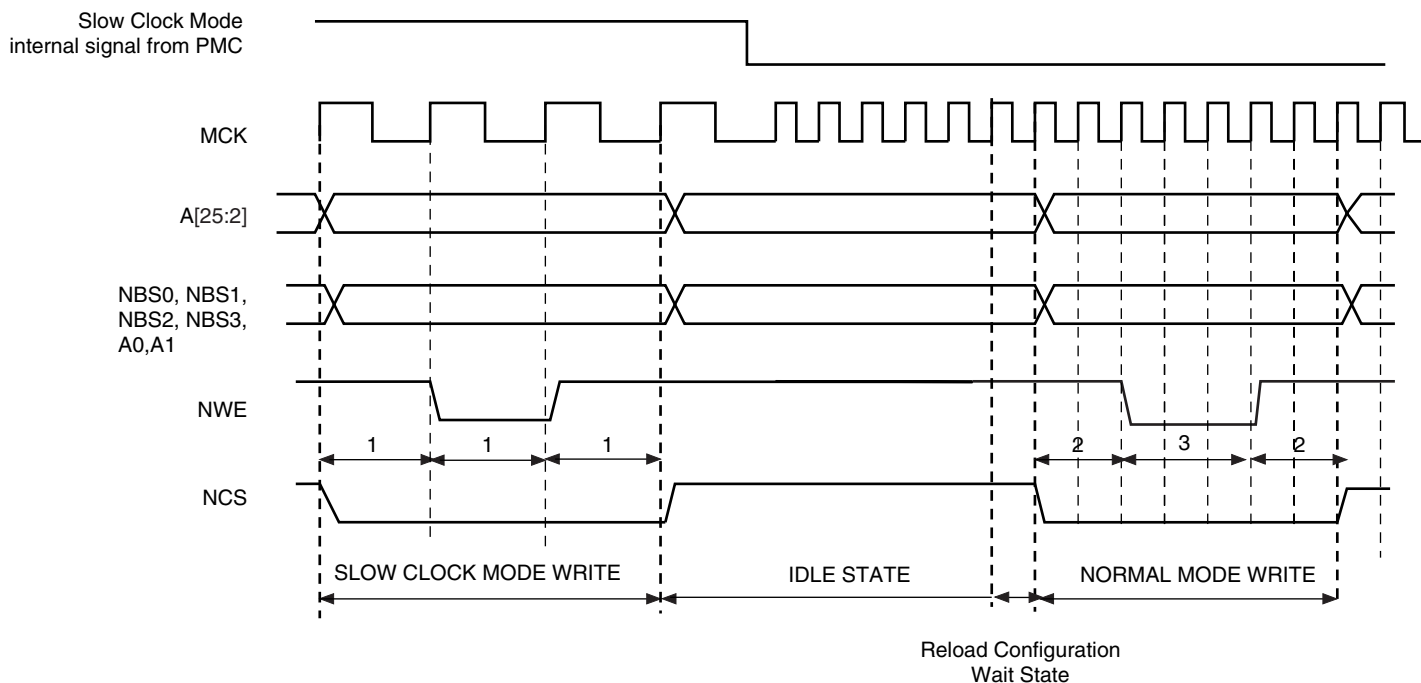 Slow Clock Mode
internal signal from PMC
MCK
A[25:2]
NBS0, NBS1,
NBS2, NBS3,
A0,A1
NWE
1 1 1 2 3 2
NCS
SLOW CLOCK MODE WRITE IDLE STATE NORMAL MODE WRITE
Reload Configuration
Wait State